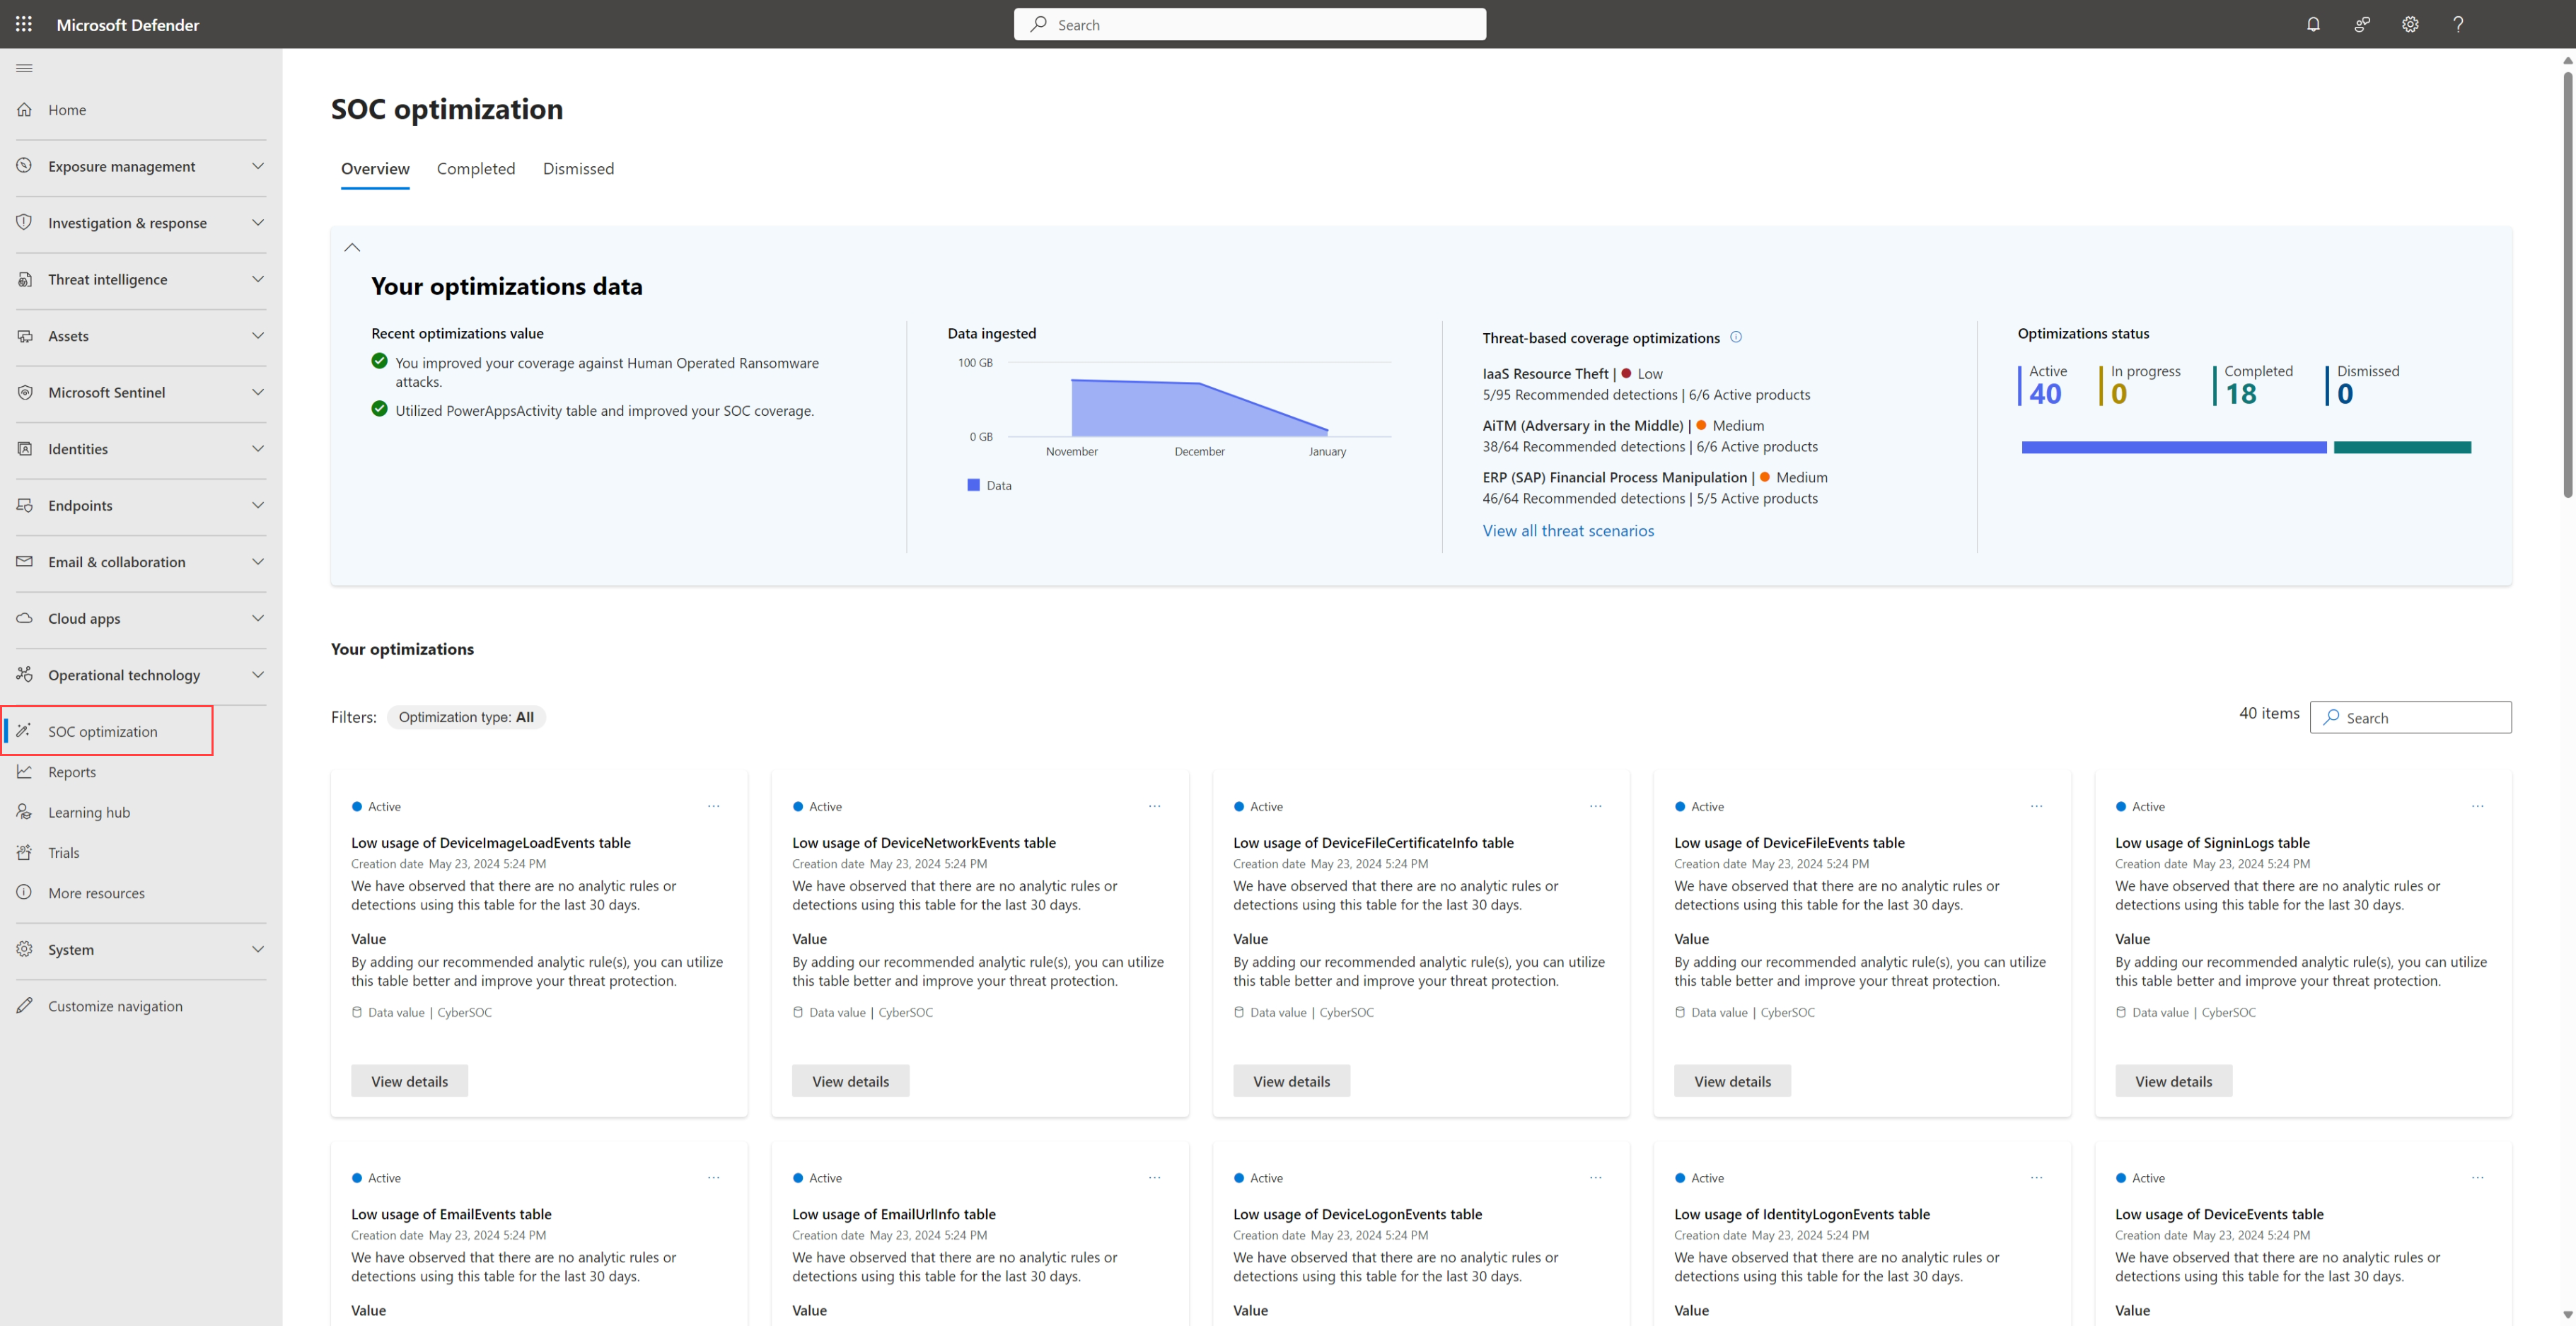 Microsoft Defender
Search
Home
Exposure management
Investigation & response
Threat intelligence
Assets
Microsoft Sentinel
Identities
Endpoints
Email & collaboration
Cloud apps
Operational technology
SOC optimization
Reports
Learning hub
Trials
More resources
System
Customize navigation
SOC optimization
Overview Completed Dismissed
Your optimizations data
Recent optimizations value
You improved your coverage against Human Operated Ransomware
attacks.
Utilized PowerAppsActivity table and improved your SOC coverage.
Data ingested
100 GB
0 GB
November December January
Data
Threat-based coverage optimizations
IaaS Resource Theft | Low
5/95 Recommended detections | 6/6 Active products
AiTM (Adversary in the Middle) | Medium
38/64 Recommended detections | 6/6 Active products
ERP (SAP) Financial Process Manipulation | Medium
46/64 Recommended detections | 5/5 Active products
View all threat scenarios
Optimizations status
Active In progress Completed Dismissed
40 0 18 0
Your optimizations
Filters: Optimization type: All
40 items Search
Active
Low usage of DeviceImageLoadEvents table
Creation date May 23, 2024 5:24 PM
We have observed that there are no analytic rules or
detections using this table for the last 30 days.
Value
By adding our recommended analytic rule(s), you can utilize
this table better and improve your threat protection.
Data value | CyberSOC
View details
Active
Low usage of DeviceNetworkEvents table
Creation date May 23, 2024 5:24 PM
We have observed that there are no analytic rules or
detections using this table for the last 30 days.
Value
By adding our recommended analytic rule(s), you can utilize
this table better and improve your threat protection.
Data value | CyberSOC
View details
Active
Low usage of DeviceFileCertificateInfo table
Creation date May 23, 2024 5:24 PM
We have observed that there are no analytic rules or
detections using this table for the last 30 days.
Value
By adding our recommended analytic rule(s), you can utilize
this table better and improve your threat protection.
Data value | CyberSOC
View details
Active
Low usage of DeviceFileEvents table
Creation date May 23, 2024 5:24 PM
We have observed that there are no analytic rules or
detections using this table for the last 30 days.
Value
By adding our recommended analytic rule(s), you can utilize
this table better and improve your threat protection.
Data value | CyberSOC
View details
Active
Low usage of SigninLogs table
Creation date May 23, 2024 5:24 PM
We have observed that there are no analytic rules or
detections using this table for the last 30 days.
Value
By adding our recommended analytic rule(s), you can utilize
this table better and improve your threat protection.
Data value | CyberSOC
View details
Active
Low usage of EmailEvents table
Creation date May 23, 2024 5:24 PM
We have observed that there are no analytic rules or
detections using this table for the last 30 days.
Value
Active
Low usage of EmailUrlInfo table
Creation date May 23, 2024 5:24 PM
We have observed that there are no analytic rules or
detections using this table for the last 30 days.
Value
Active
Low usage of DeviceLogonEvents table
Creation date May 23, 2024 5:24 PM
We have observed that there are no analytic rules or
detections using this table for the last 30 days.
Value
Active
Low usage of IdentityLogonEvents table
Creation date May 23, 2024 5:24 PM
We have observed that there are no analytic rules or
detections using this table for the last 30 days.
Value
Active
Low usage of DeviceEvents table
Creation date May 23, 2024 5:24 PM
We have observed that there are no analytic rules or
detections using this table for the last 30 days.
Value